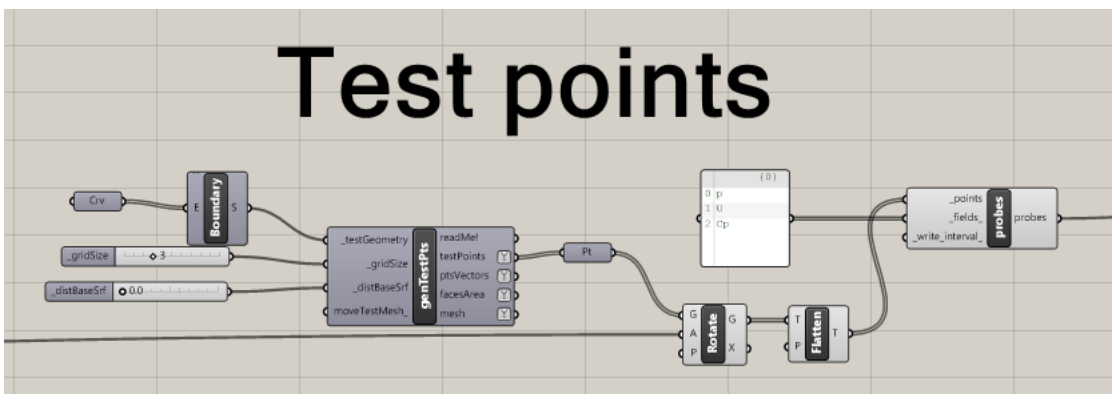 Test points
Crv
E Boundary S
_gridSize 3
_distBaseSrf 0.0
_testGeometry
_gridSize
_distBaseSrf
moveTestMesh_
genTestPts
readMe!
testPoints
ptsVectors
facesArea
mesh
Pt
{0}
0 p
1 U
2 Cp
G
A
P
Rotate
G
X
T
P
Flatten
T
_points
_fields_
_write_interval_
probes
probes